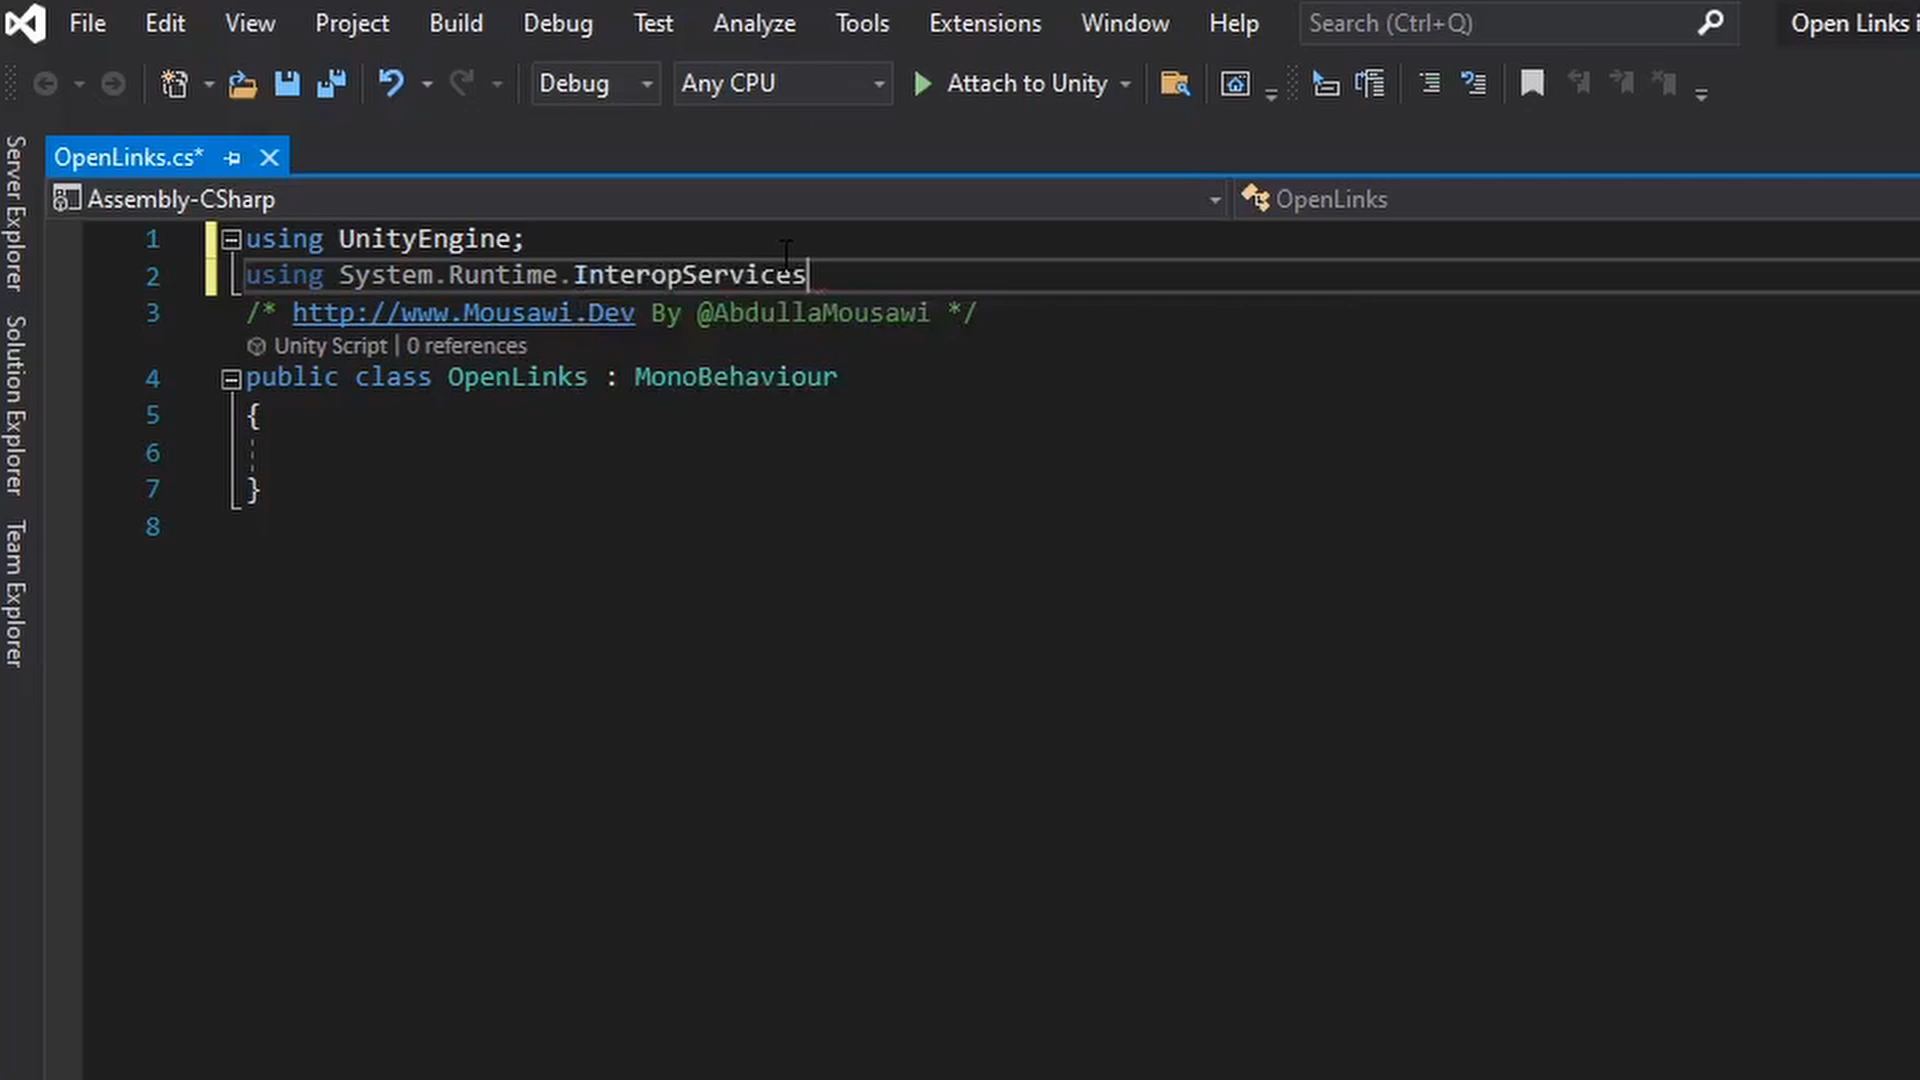 File Edit View Project Build Debug Test Analyze Tools Extensions Window Help Search (Ctrl+Q) Open Links i
Debug Any CPU Attach to Unity
OpenLinks.cs*
Assembly-CSharp OpenLinks
1 using UnityEngine;
2 using System.Runtime.InteropServices
3 /* http://www.Mousawi.Dev By @AbdullaMousawi */
Unity Script | 0 references
4 public class OpenLinks : MonoBehaviour
5 {
6
7 }
8
Server Explorer
Solution Explorer
Team Explorer